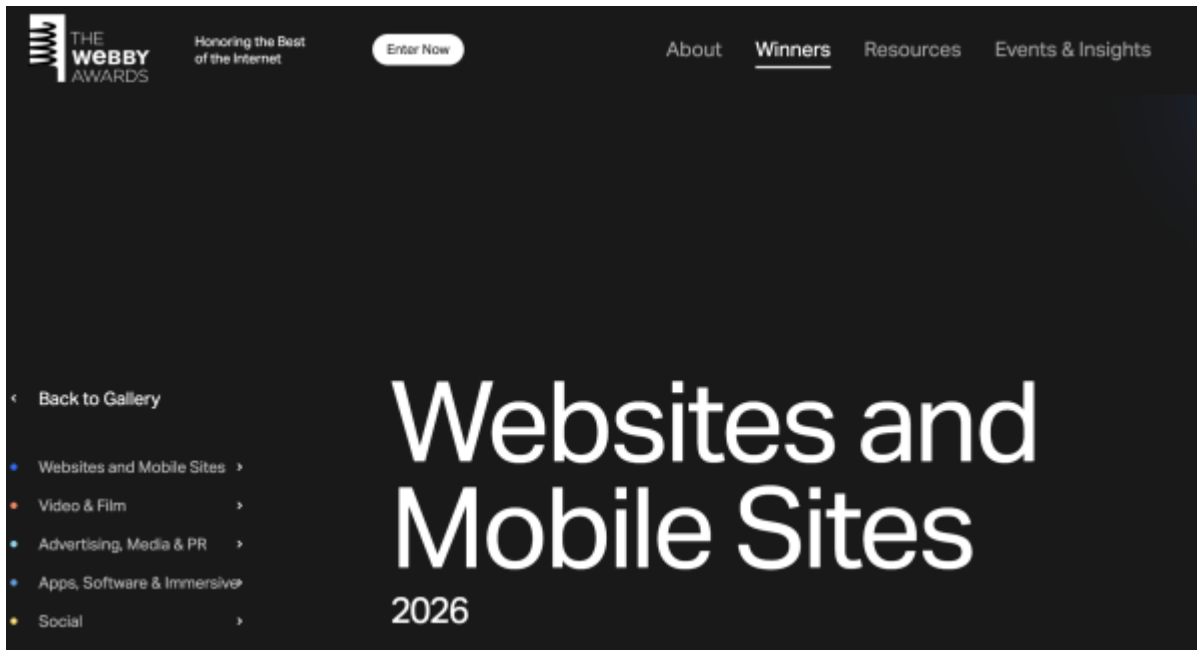 THE
WEBBY
AWARDS
Honoring the Best
of the Internet
Enter Now
About
Winners
Resources
Events & Insights
Back to Gallery
Websites and Mobile Sites
Video & Film
Advertising, Media & PR
Apps, Software & Immersive
Social
Websites and
Mobile Sites
2026